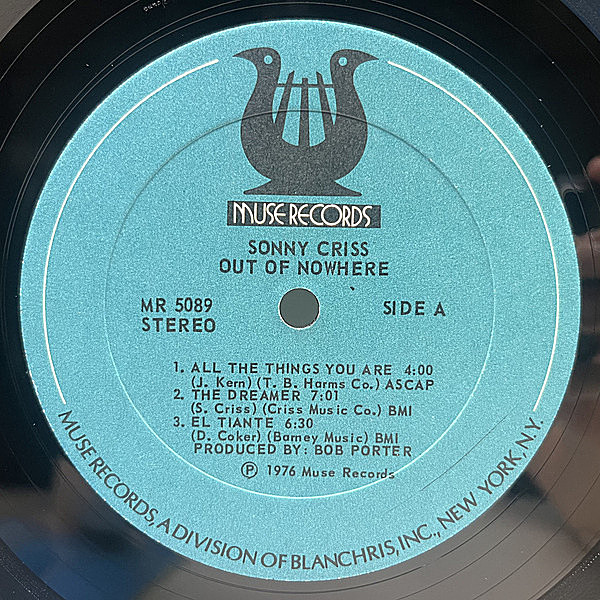 MUSE RECORDS
SONNY CRISS
OUT OF NOWHERE
MR 5089
STEREO
SIDE A
1. ALL THE THINGS YOU ARE 4:00
(J. Kern) (T. B. Harms Co.) ASCAP
2. THE DREAMER 7:01
(S. Criss) (Criss Music Co.) BMI
3. EL TIANTE 6:30
(D. Coker) (Barney Music) BMI
PRODUCED BY: BOB PORTER
Ⓟ 1976 Muse Records
MUSE RECORDS, A DIVISION OF BLANCHRIS, INC., NEW YORK, N.Y.